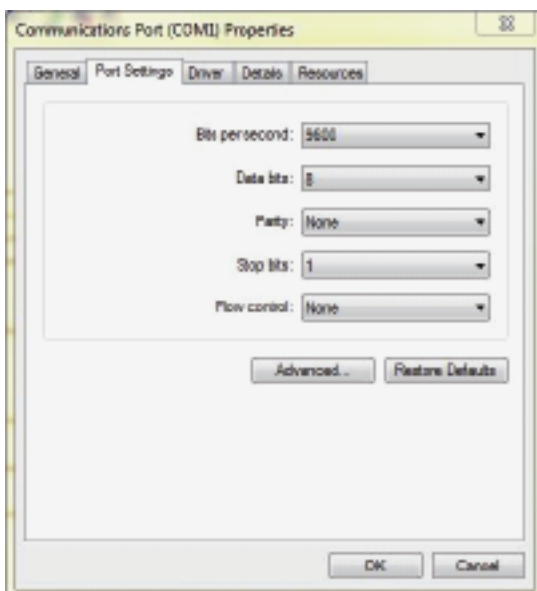 Communications Port (COM1) Properties
General Port Settings Driver Details Resources
Bits per second: 9600
Data bits: 8
Parity: None
Stop bits: 1
Flow control: None
Advanced... Restore Defaults
OK Cancel